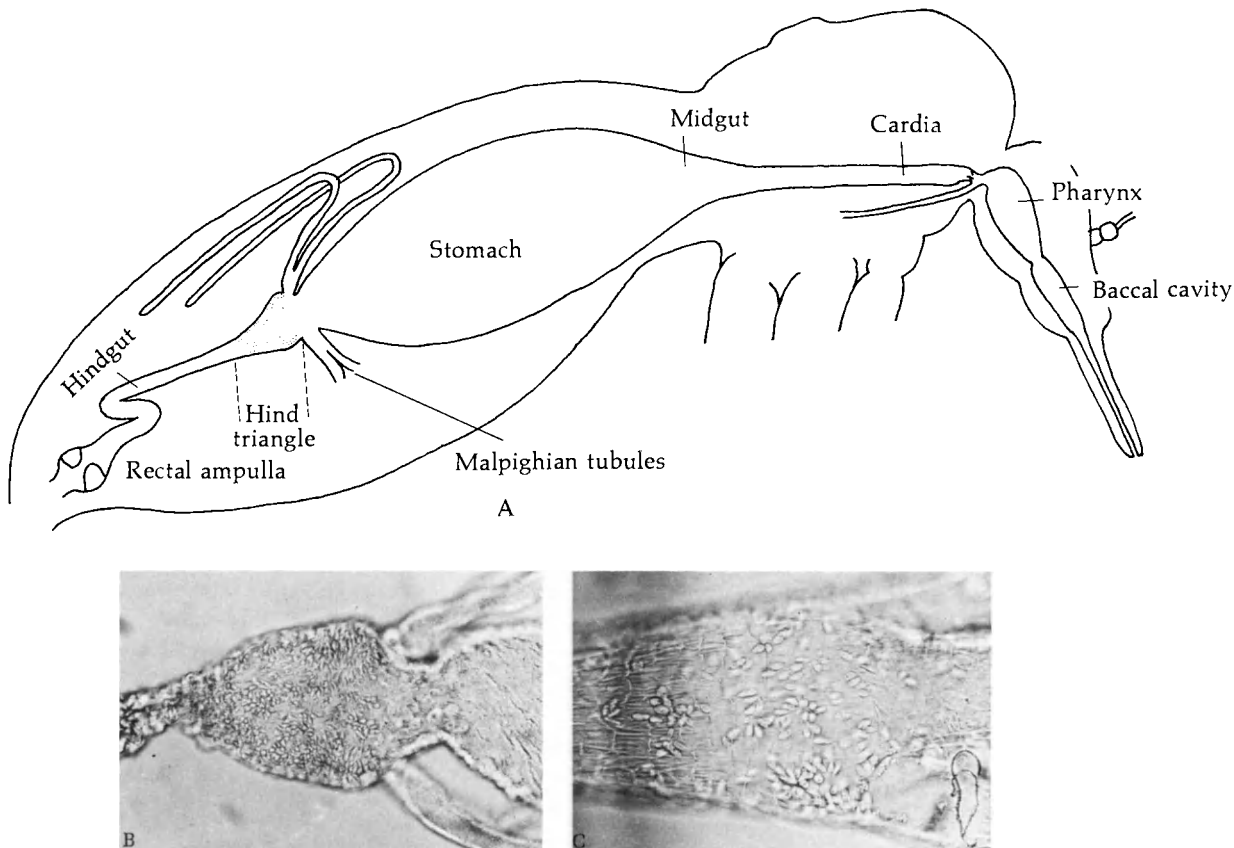 Midgut
Cardia
Pharynx
Stomach
Baccal cavity
Hindgut
Hind
triangle
Rectal ampulla
Malpighian tubules
A
B
C